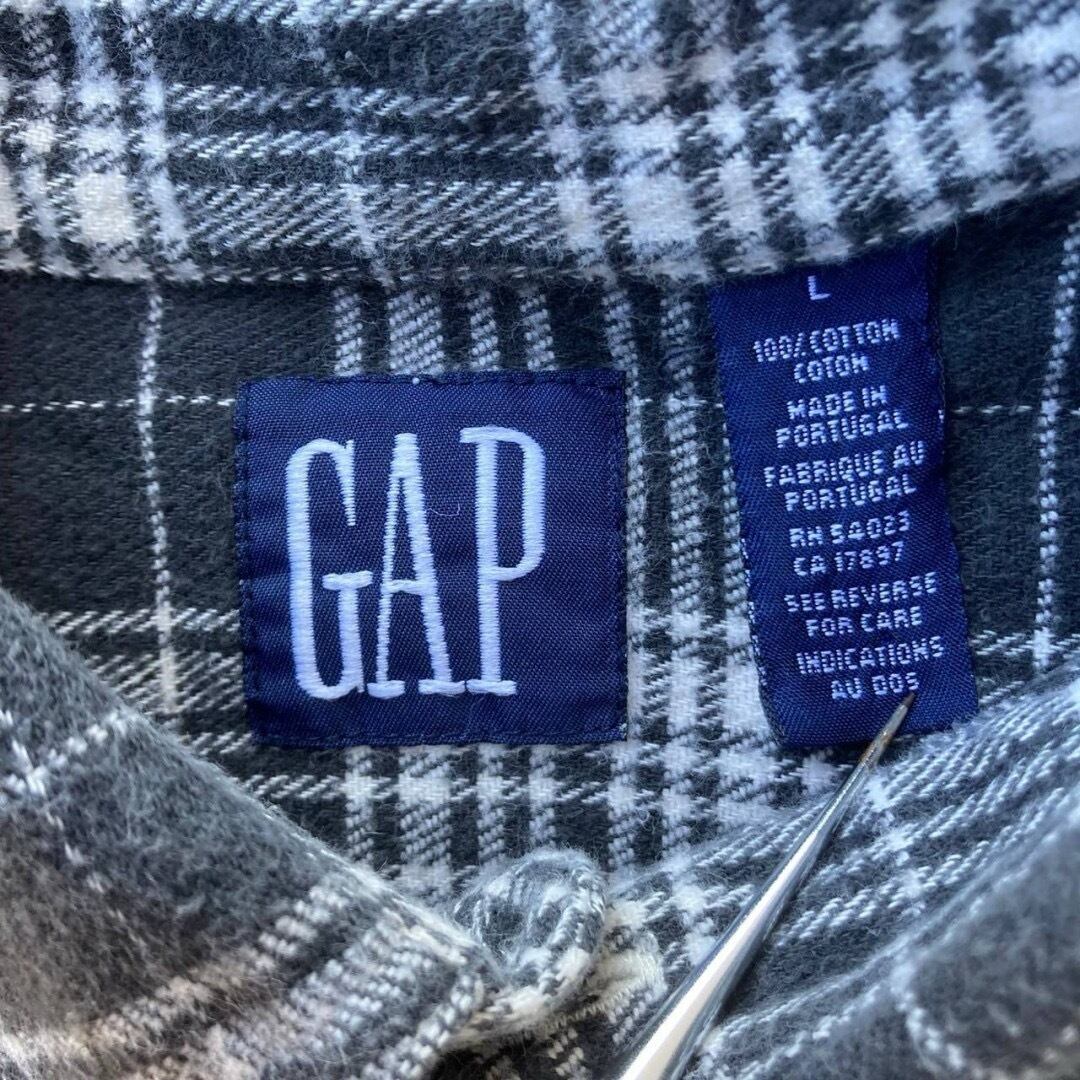 GAP
L
100% COTTON
COTON
MADE IN
PORTUGAL
FABRIQUE AU
PORTUGAL
RN 54023
CA 17897
SEE REVERSE
FOR CARE
INDICATIONS
AU DOS